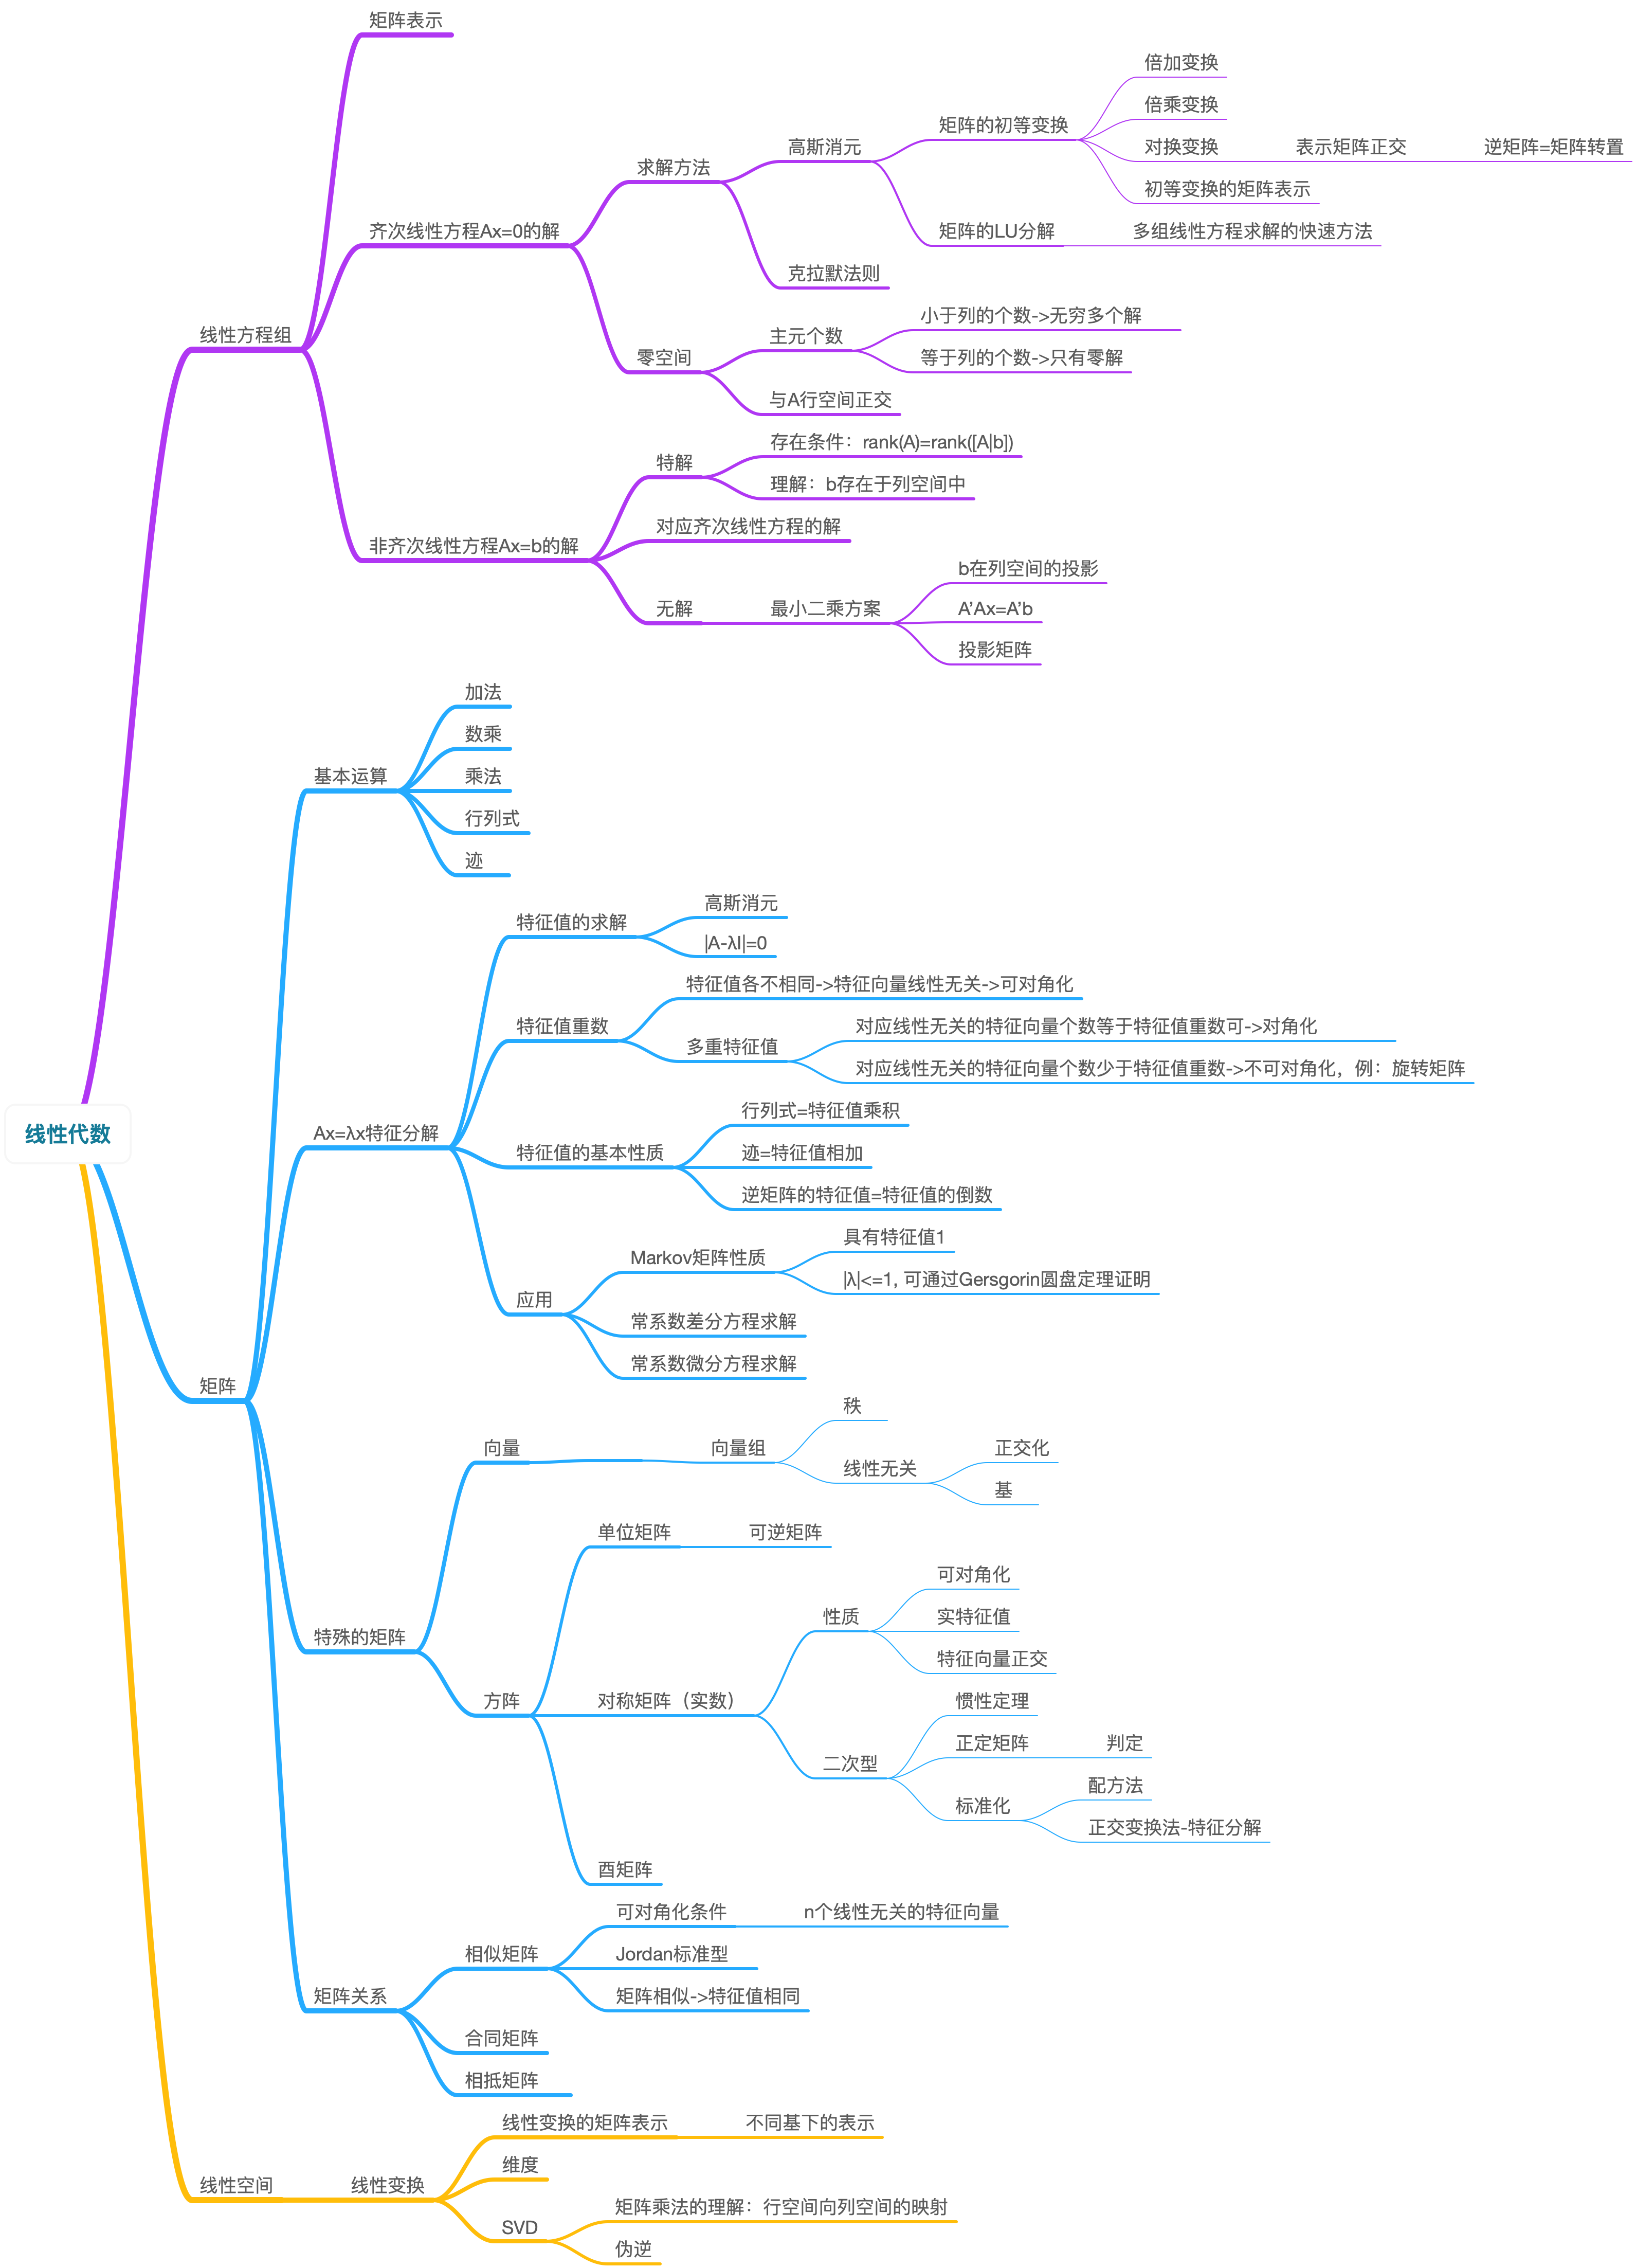 线性代数
线性方程组
矩阵表示
齐次线性方程Ax=0的解
求解方法
高斯消元
矩阵的初等变换
倍加变换
倍乘变换
对换变换
表示矩阵正交
逆矩阵=矩阵转置
初等变换的矩阵表示
矩阵的LU分解
多组线性方程求解的快速方法
克拉默法则
零空间
主元个数
小于列的个数->无穷多个解
等于列的个数->只有零解
与A行空间正交
非齐次线性方程Ax=b的解
特解
存在条件：rank(A)=rank([A|b])
理解：b存在于列空间中
对应齐次线性方程的解
无解
最小二乘方案
b在列空间的投影
A’Ax=A’b
投影矩阵
矩阵
基本运算
加法
数乘
乘法
行列式
迹
Ax=λx特征分解
特征值的求解
高斯消元
|A-λI|=0
特征值重数
特征值各不相同->特征向量线性无关->可对角化
多重特征值
对应线性无关的特征向量个数等于特征值重数可->对角化
对应线性无关的特征向量个数少于特征值重数->不可对角化，例：旋转矩阵
特征值的基本性质
行列式=特征值乘积
迹=特征值相加
逆矩阵的特征值=特征值的倒数
应用
Markov矩阵性质
具有特征值1
|λ|<=1, 可通过Gersgorin圆盘定理证明
常系数差分方程求解
常系数微分方程求解
特殊的矩阵
向量
向量组
秩
线性无关
正交化
基
方阵
单位矩阵
可逆矩阵
对称矩阵（实数）
性质
可对角化
实特征值
特征向量正交
二次型
惯性定理
正定矩阵
判定
标准化
配方法
正交变换法-特征分解
酉矩阵
矩阵关系
相似矩阵
可对角化条件
n个线性无关的特征向量
Jordan标准型
矩阵相似->特征值相同
合同矩阵
相抵矩阵
线性空间
线性变换
线性变换的矩阵表示
不同基下的表示
维度
SVD
矩阵乘法的理解：行空间向列空间的映射
伪逆